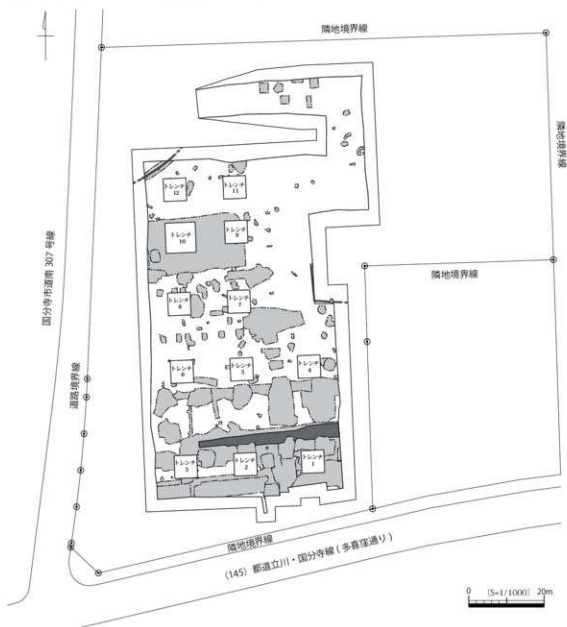 隣地境界線
隣地境界線
国分寺市道南 307 号線
道路境界線
トレンチ
12
トレンチ
11
トレンチ
10
トレンチ
9
隣地境界線
トレンチ
8
トレンチ
7
トレンチ
6
トレンチ
5
トレンチ
4
トレンチ
3
トレンチ
2
トレンチ
1
隣地境界線
(145) 都道立川・国分寺線 ( 多喜窪通り )
0 [S=1/1000] 20m